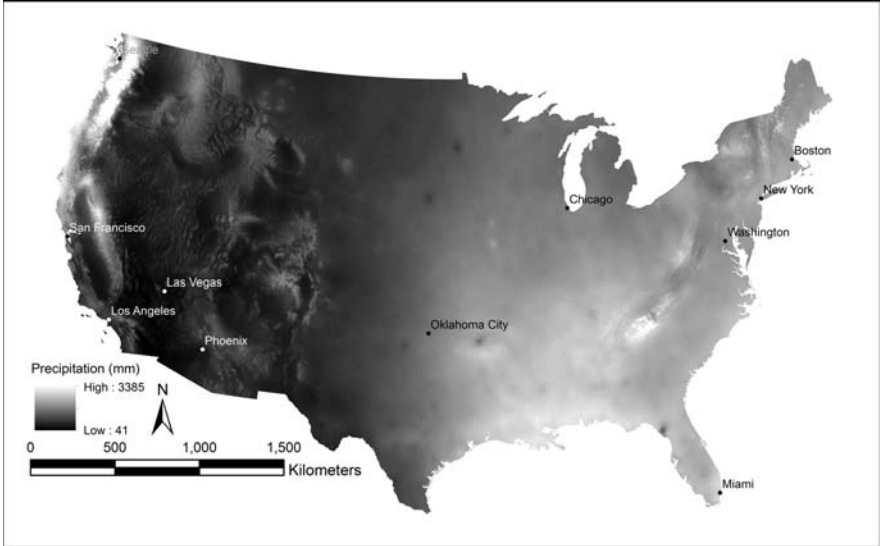 Seattle
Boston
New York
Chicago
San Francisco
Washington
Las Vegas
Los Angeles
Oklahoma City
Phoenix
Precipitation (mm)
High : 3385
Low : 41
N
0 500 1,000 1,500
Kilometers
Miami